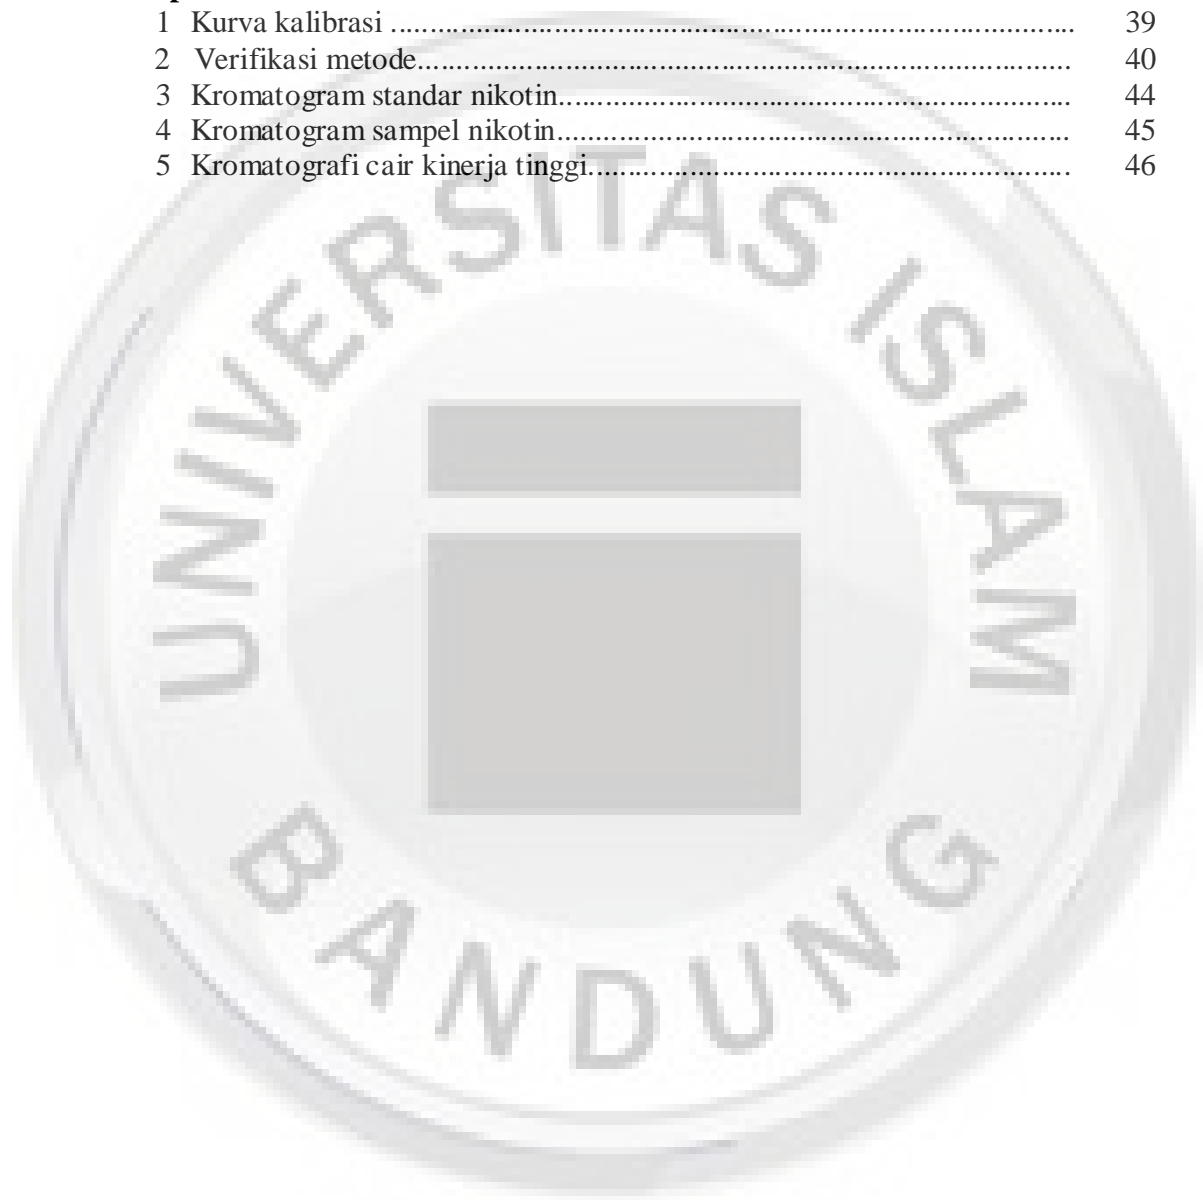 1 Kurva kalibrasi ........................................................................................ 39
2 Verifikasi metode.................................................................................... 40
3 Kromatogram standar nikotin.................................................................. 44
4 Kromatogram sampel nikotin.................................................................. 45
5 Kromatografi cair kinerja tinggi.............................................................. 46
UNIVERSITAS ISLAM
BANDUNG